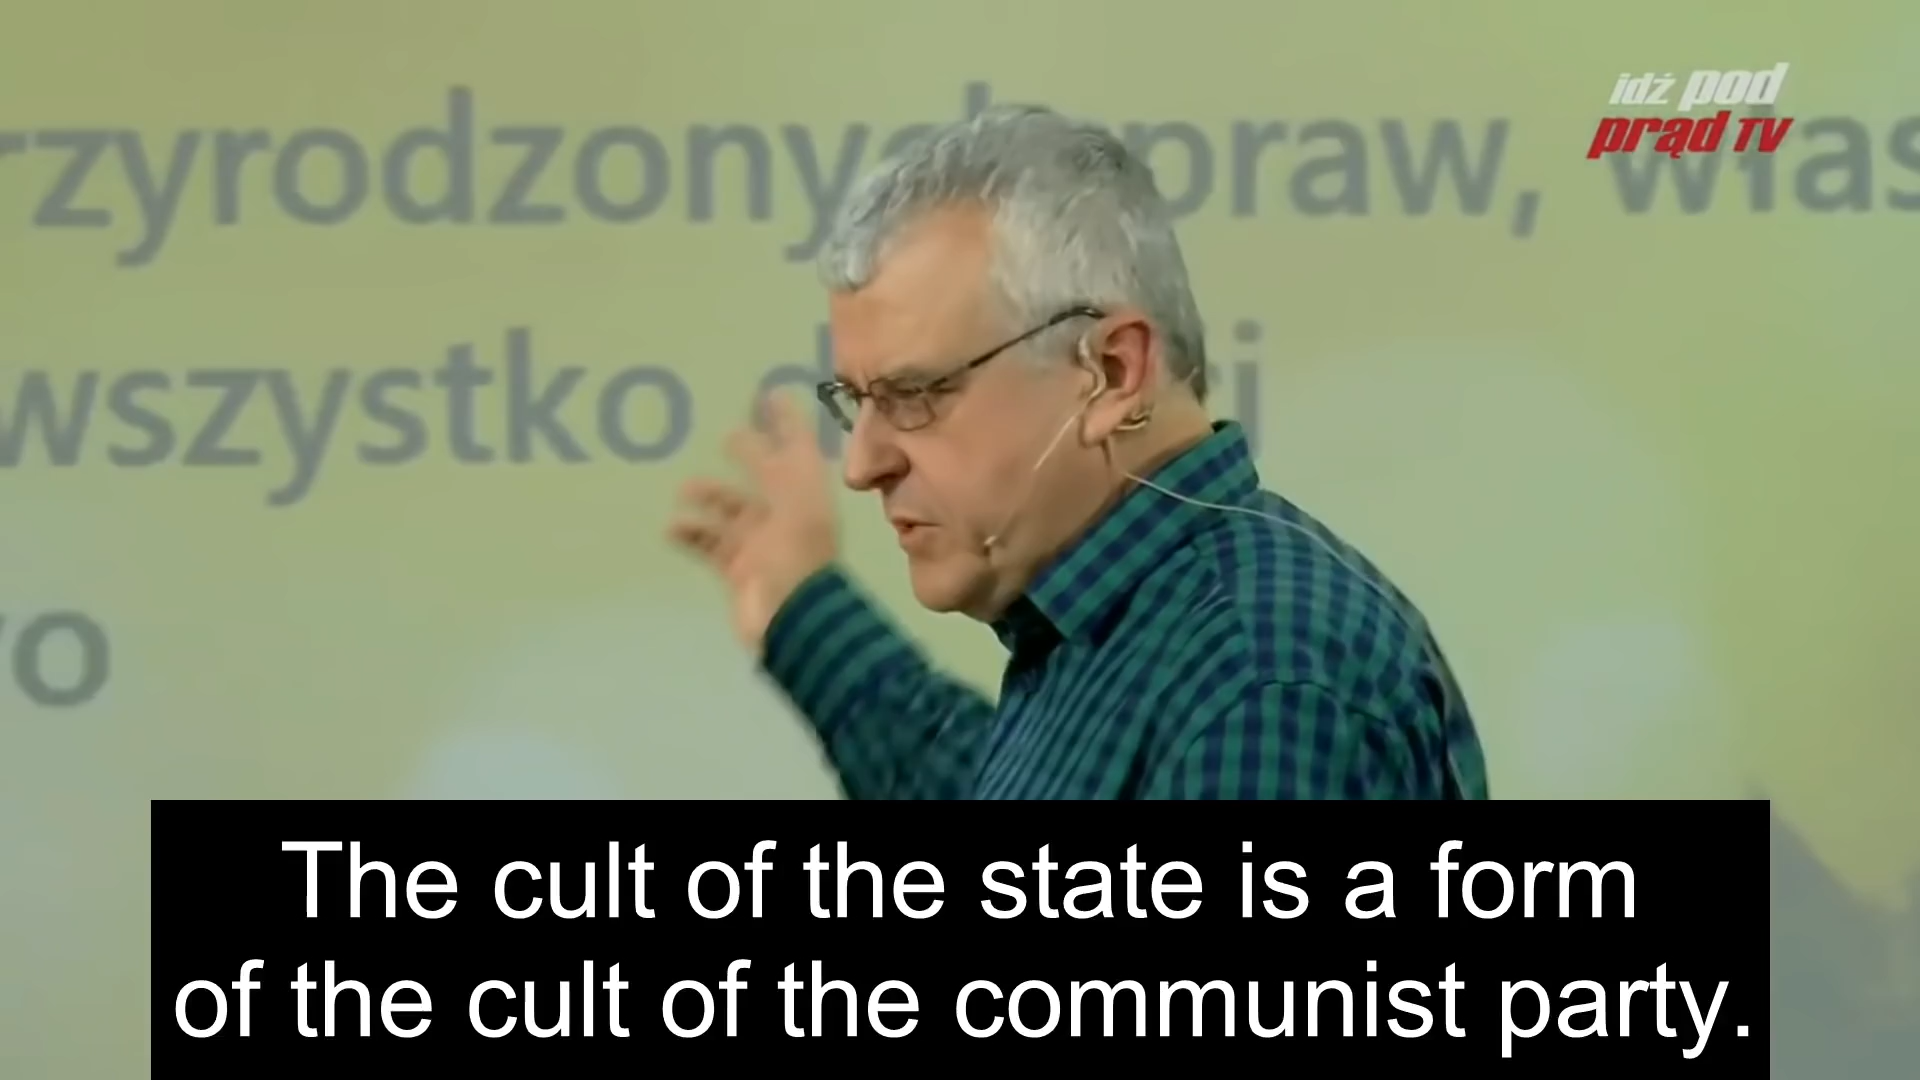 idź pod
prąd TV
praw,
wszystko
The cult of the state is a form
of the cult of the communist party.